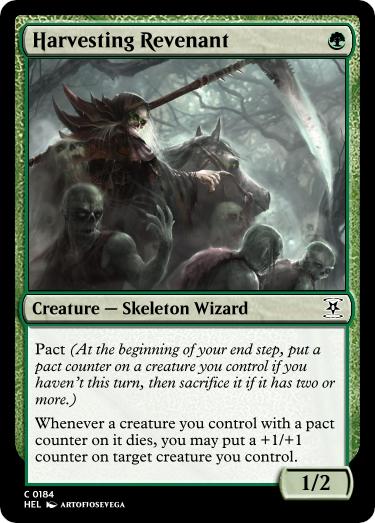 Harvesting Revenant
Creature — Skeleton Wizard
Pact (At the beginning of your end step, put a
pact counter on a creature you control if you
haven't this turn, then sacrifice it if it has two or
more.)
Whenever a creature you control with a pact
counter on it dies, you may put a +1/+1
counter on target creature you control.
1/2
C 0184
HEL ARTOFJOSEVEGA